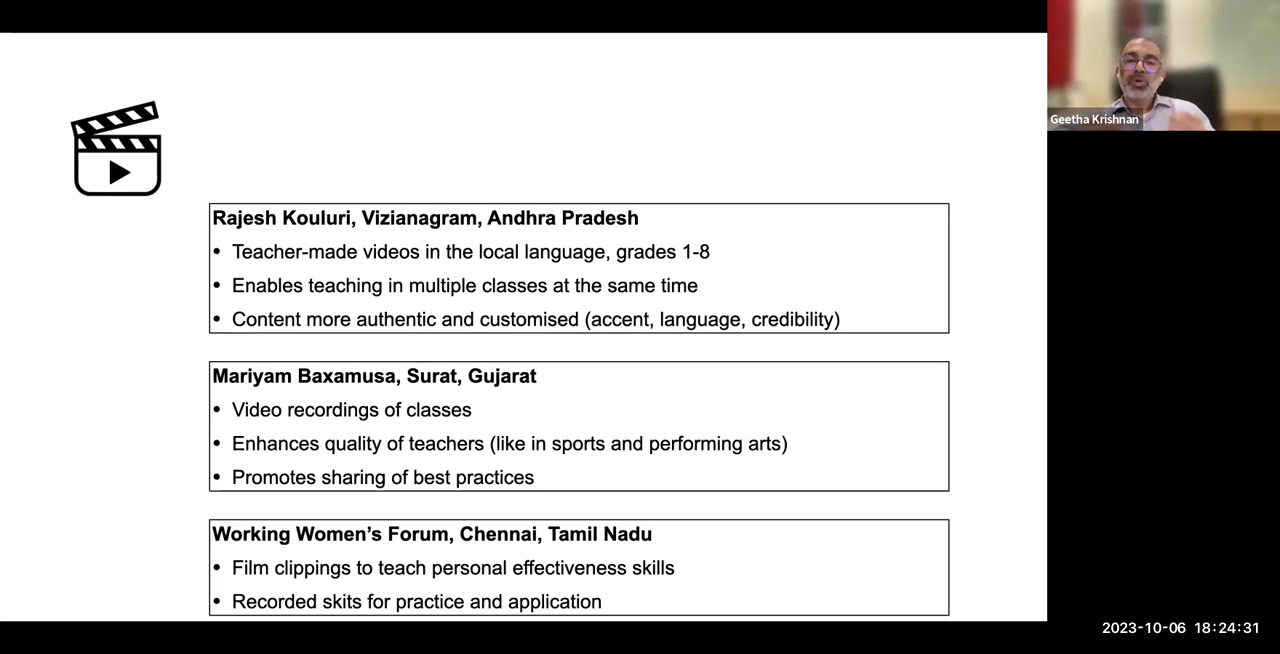 Geetha Krishnan
Rajesh Kouluri, Vizianagram, Andhra Pradesh
• Teacher-made videos in the local language, grades 1-8
• Enables teaching in multiple classes at the same time
• Content more authentic and customised (accent, language, credibility)
Mariyam Baxamusa, Surat, Gujarat
• Video recordings of classes
• Enhances quality of teachers (like in sports and performing arts)
• Promotes sharing of best practices
Working Women’s Forum, Chennai, Tamil Nadu
• Film clippings to teach personal effectiveness skills
• Recorded skits for practice and application
2023-10-06 18:24:31